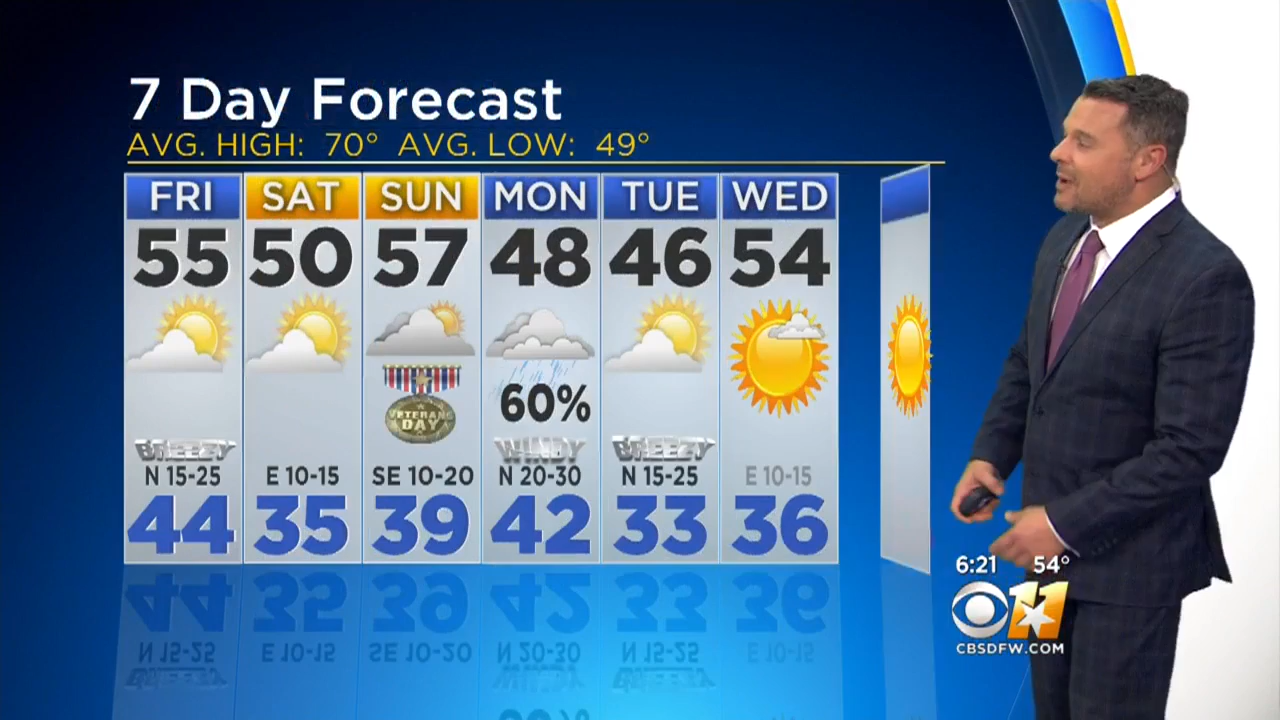 7 Day Forecast
AVG. HIGH: 70° AVG. LOW: 49°
FRI SAT SUN MON TUE WED
55 50 57 48 46 54
VETERANS DAY
60%
BREEZY WINDY BREEZY
N 15-25 E 10-15 SE 10-20 N 20-30 N 15-25 E 10-15
44 35 39 42 33 36
6:21 54°
11
CBSDFW.COM